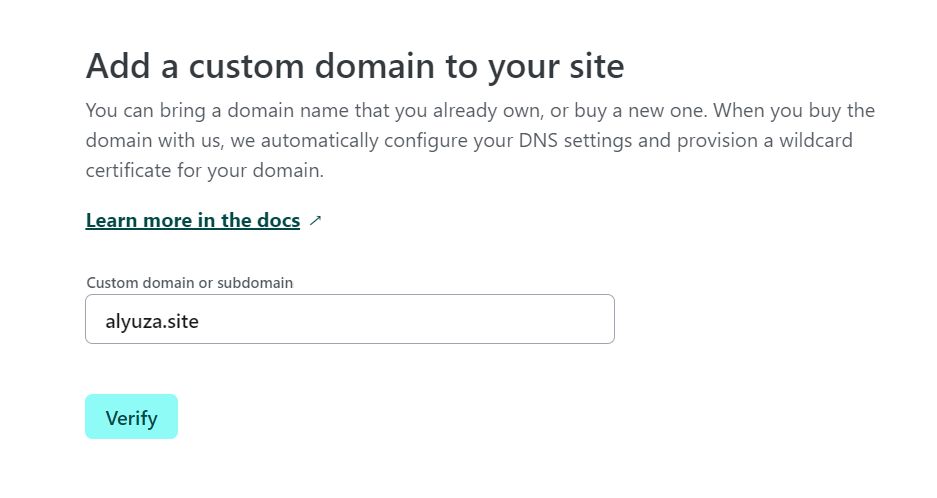 Add a custom domain to your site
You can bring a domain name that you already own, or buy a new one. When you buy the
domain with us, we automatically configure your DNS settings and provision a wildcard
certificate for your domain.
Learn more in the docs ↗
Custom domain or subdomain
alyuza.site
Verify